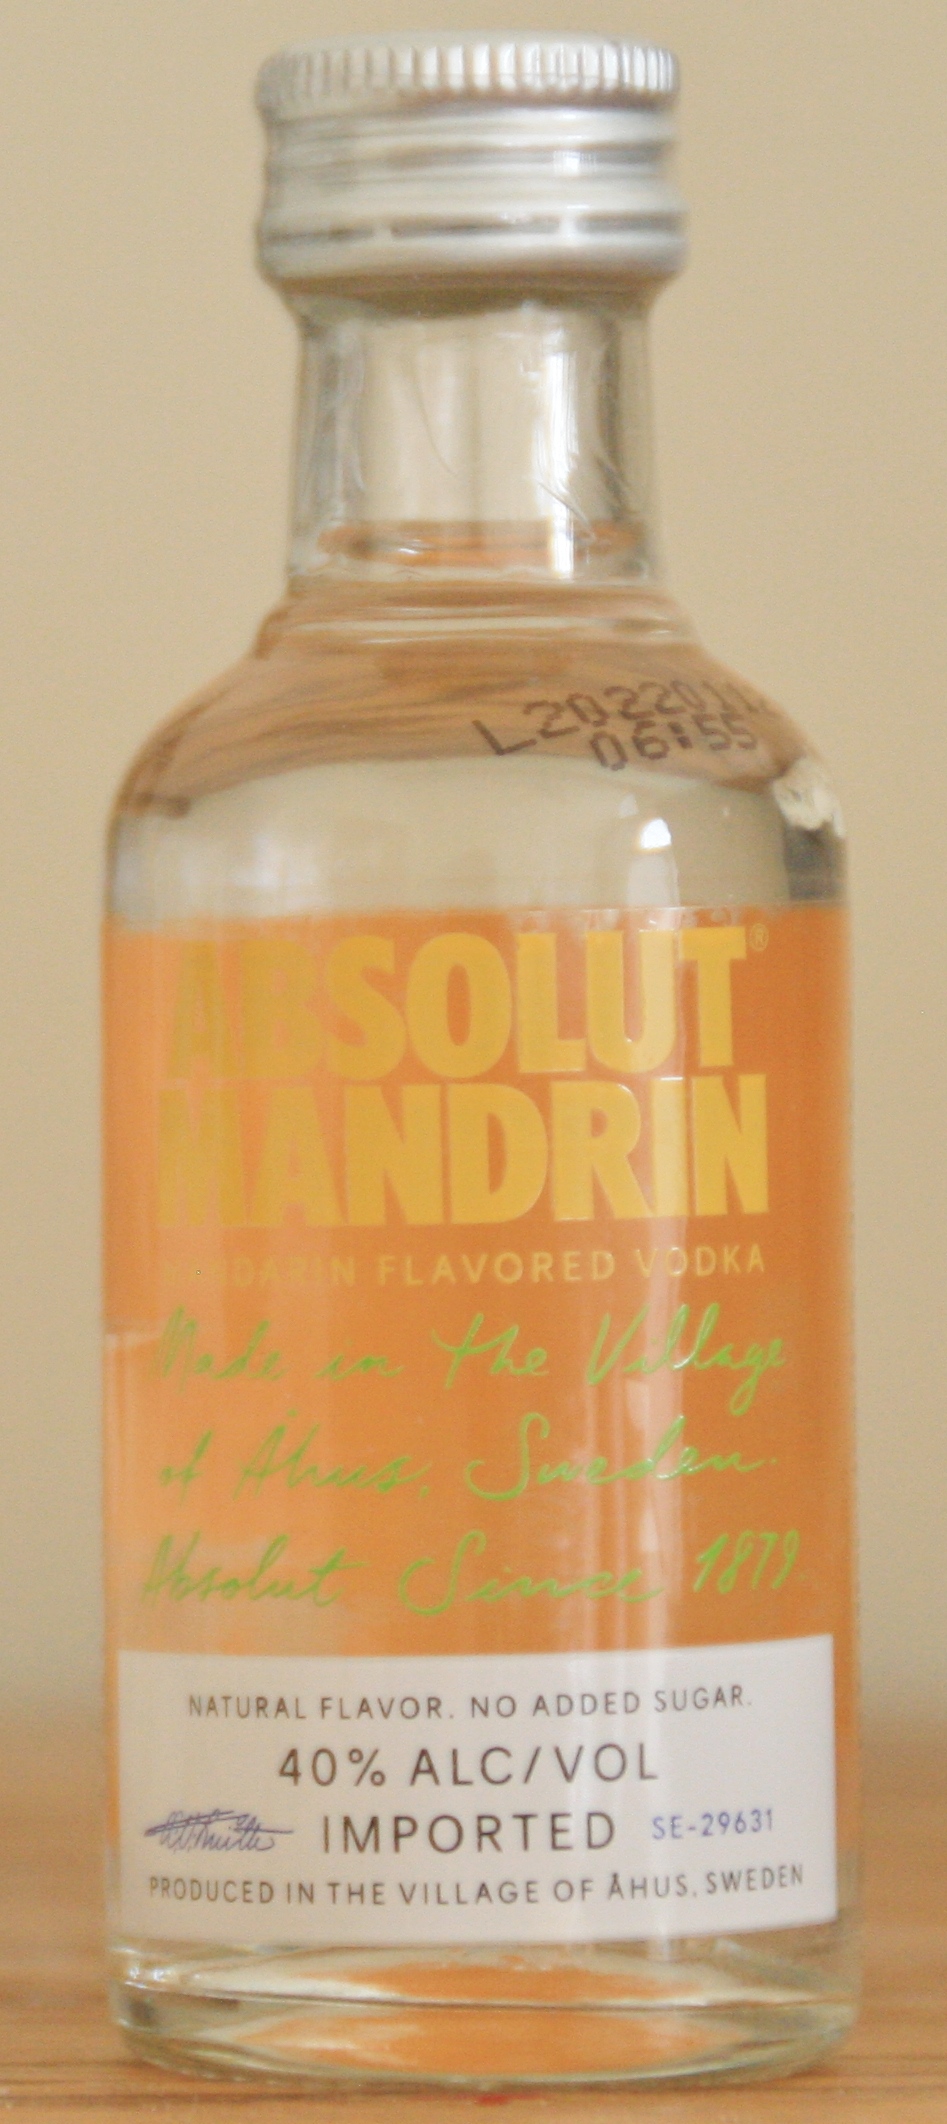 L2022011
06:55
ABSOLUT®
MANDRIN
MANDARIN FLAVORED VODKA
Made in the Village
of Åhus, Sweden.
Absolut Since 1879.
NATURAL FLAVOR. NO ADDED SUGAR.
40% ALC/VOL
IMPORTED SE-29631
PRODUCED IN THE VILLAGE OF ÅHUS, SWEDEN